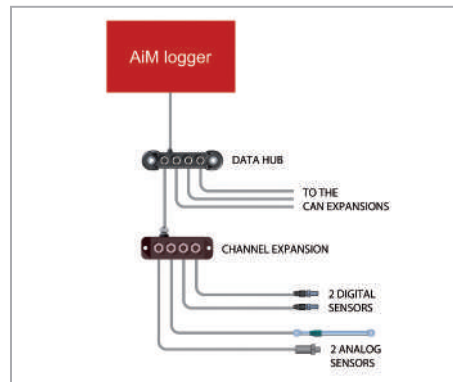 AiM logger
DATA HUB
TO THE
CAN EXPANSIONS
CHANNEL EXPANSION
2 DIGITAL
SENSORS
2 ANALOG
SENSORS